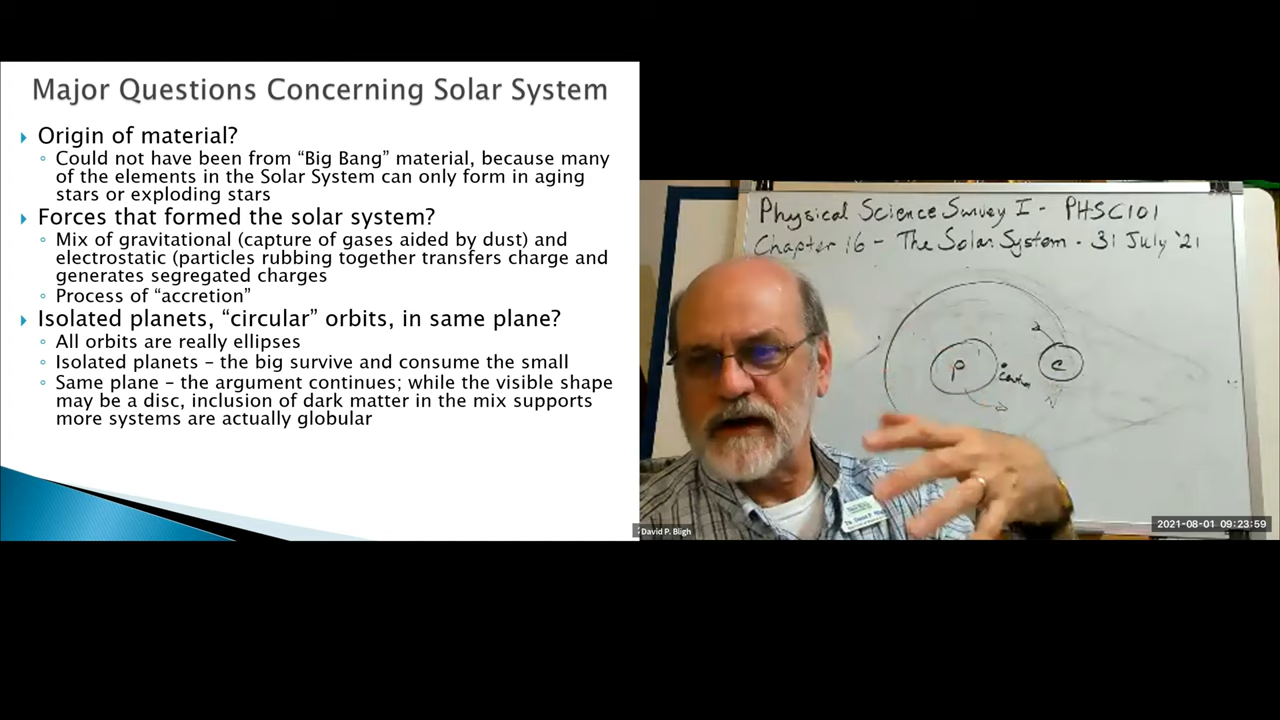 Major Questions Concerning Solar System
Origin of material?
Could not have been from “Big Bang” material, because many
of the elements in the Solar System can only form in aging
stars or exploding stars
Forces that formed the solar system?
Mix of gravitational (capture of gases aided by dust) and
electrostatic (particles rubbing together transfers charge and
generates segregated charges
Process of “accretion”
Isolated planets, “circular” orbits, in same plane?
All orbits are really ellipses
Isolated planets – the big survive and consume the small
Same plane – the argument continues; while the visible shape
may be a disc, inclusion of dark matter in the mix supports
more systems are actually globular
Physical Science Survey I - PHSC101
Chapter 16 - The Solar System - 31 July '21
P
e
David P. Bligh
2021-08-01 09:23:59